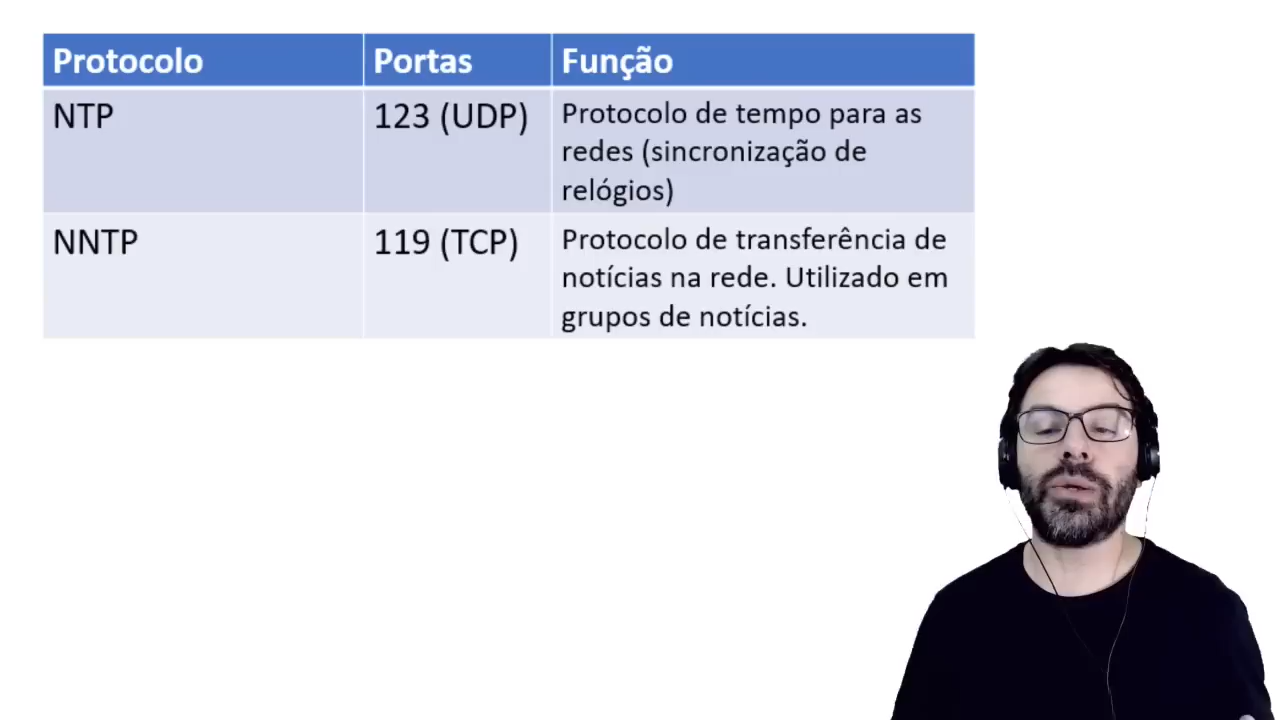 Protocolo Portas Função
NTP 123 (UDP) Protocolo de tempo para as
redes (sincronização de
relógios)
NNTP 119 (TCP) Protocolo de transferência de
notícias na rede. Utilizado em
grupos de notícias.